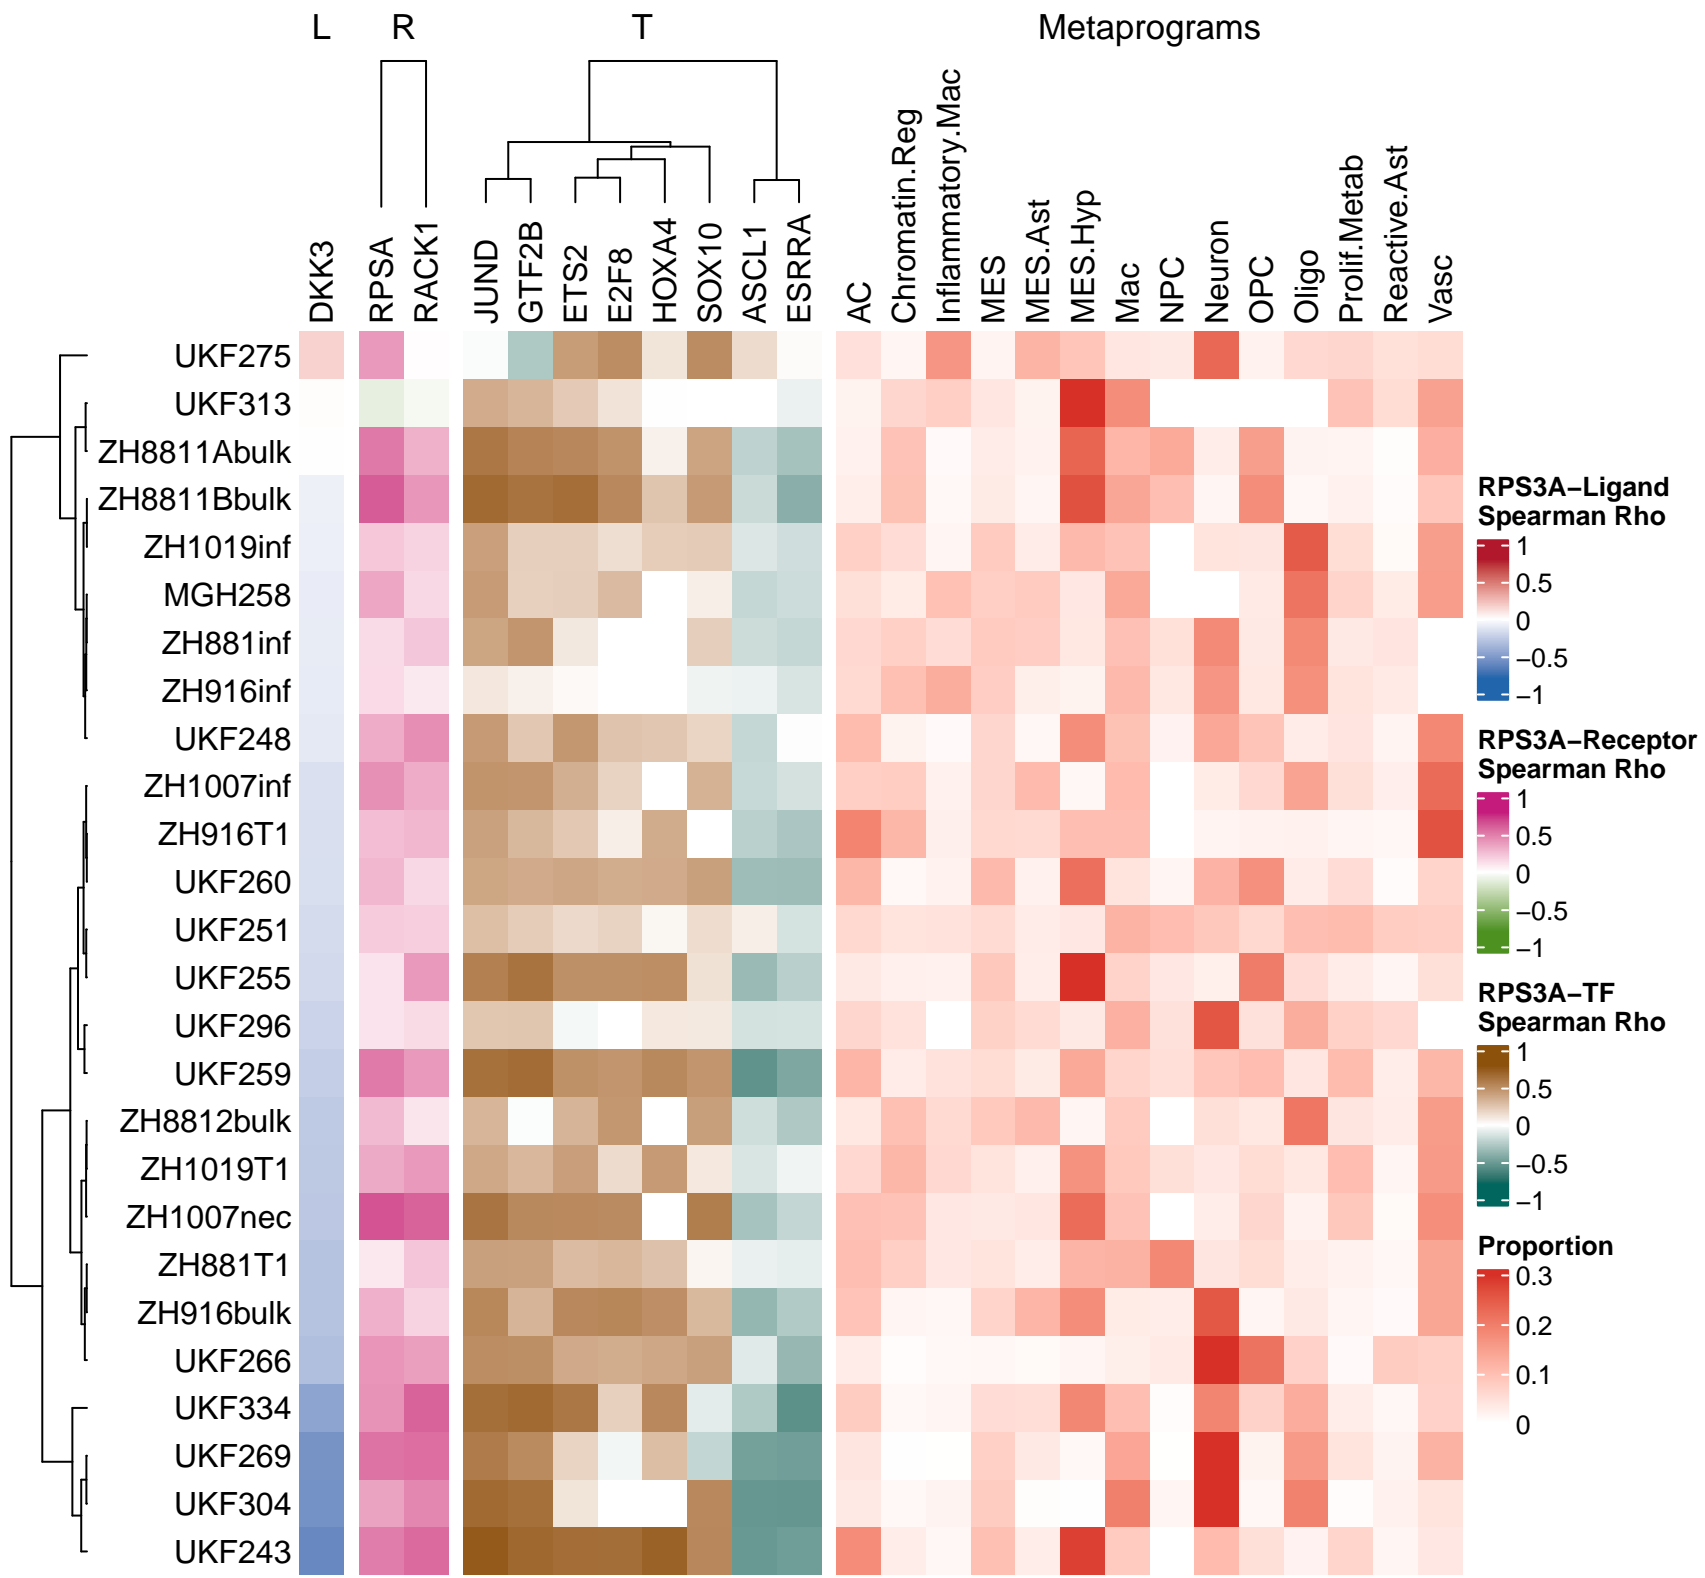 L R T Metaprograms
DKK3 RPSA RACK1 JUND GTF2B ETS2 E2F8 HOXA4 SOX10 ASCL1 ESRRA AC Chromatin.Reg Inflammatory.Mac MES MES.Ast MES.Hyp Mac NPC Neuron OPC Oligo Prolif.Metab Reactive.Ast Vasc
UKF275
UKF313
ZH8811Abulk
ZH8811Bbulk
ZH1019inf
MGH258
ZH881inf
ZH916inf
UKF248
ZH1007inf
ZH916T1
UKF260
UKF251
UKF255
UKF296
UKF259
ZH8812bulk
ZH1019T1
ZH1007nec
ZH881T1
ZH916bulk
UKF266
UKF334
UKF269
UKF304
UKF243
RPS3A−Ligand
Spearman Rho
1
0.5
0
−0.5
−1
RPS3A−Receptor
Spearman Rho
1
0.5
0
−0.5
−1
RPS3A−TF
Spearman Rho
1
0.5
0
−0.5
−1
Proportion
0.3
0.2
0.1
0